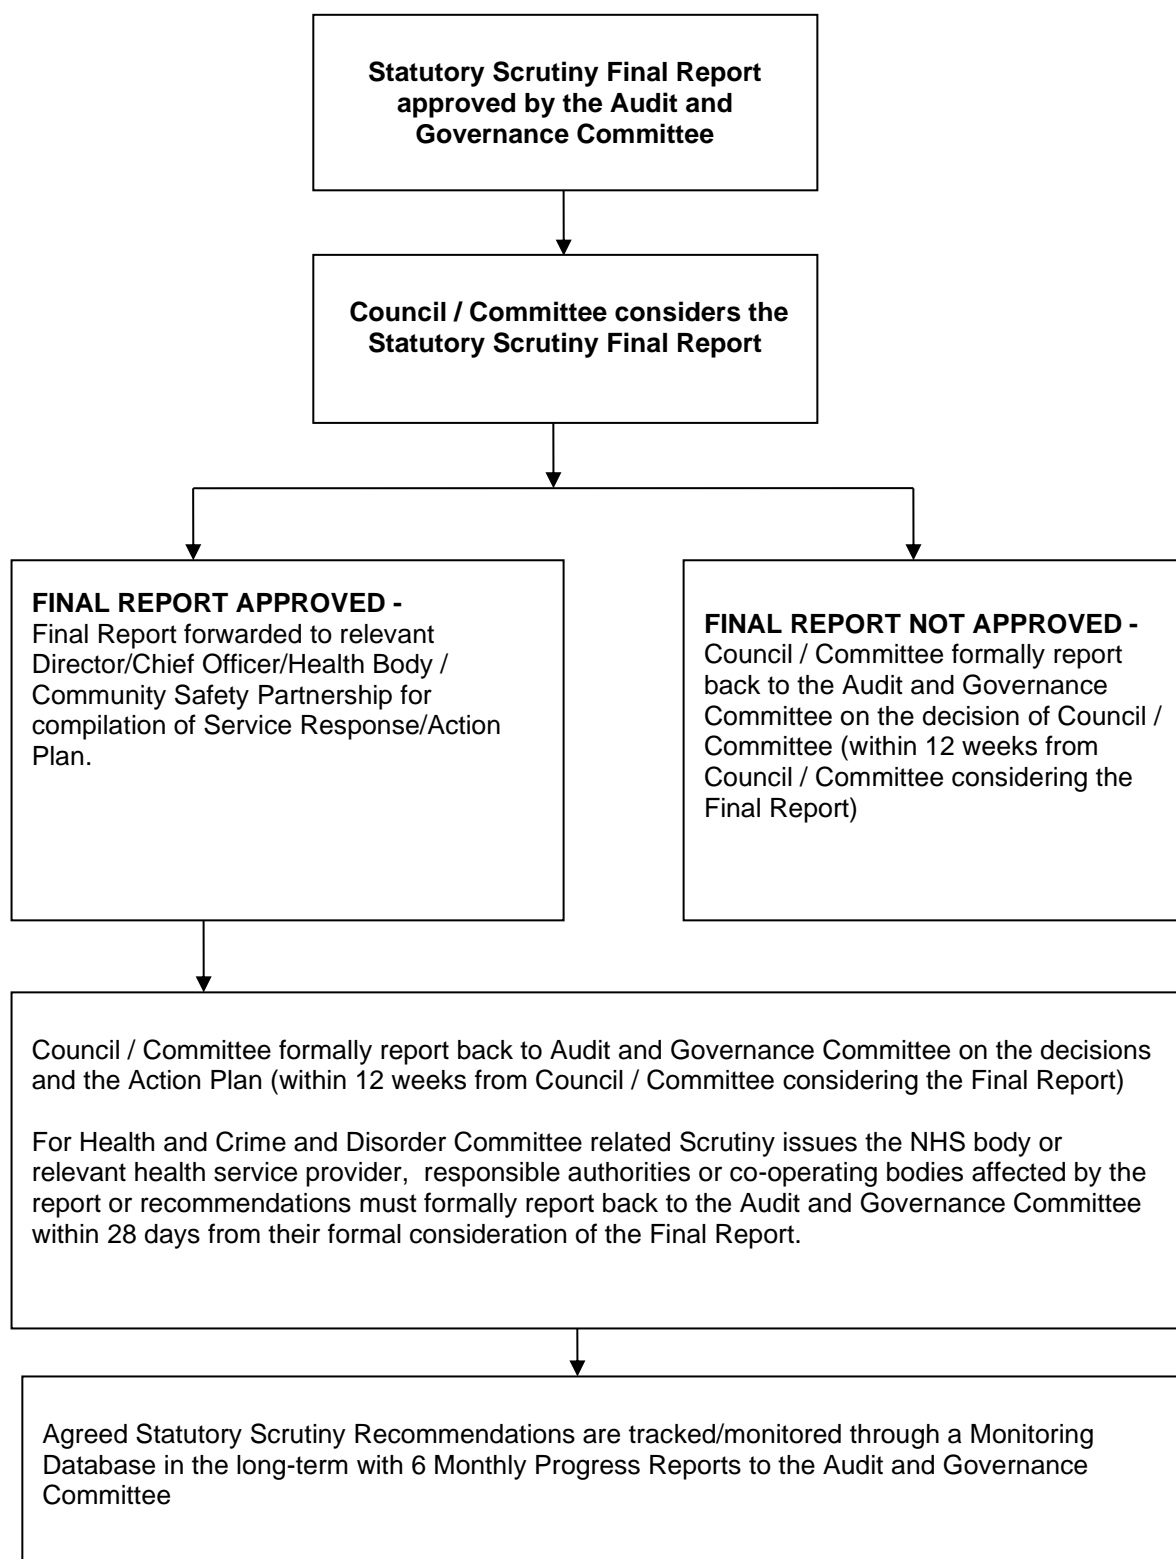 Statutory Scrutiny Final Report
approved by the Audit and
Governance Committee
Council / Committee considers the
Statutory Scrutiny Final Report
FINAL REPORT APPROVED -
Final Report forwarded to relevant
Director/Chief Officer/Health Body /
Community Safety Partnership for
compilation of Service Response/Action
Plan.
FINAL REPORT NOT APPROVED -
Council / Committee formally report
back to the Audit and Governance
Committee on the decision of Council /
Committee (within 12 weeks from
Council / Committee considering the
Final Report)
Council / Committee formally report back to Audit and Governance Committee on the decisions
and the Action Plan (within 12 weeks from Council / Committee considering the Final Report)
For Health and Crime and Disorder Committee related Scrutiny issues the NHS body or
relevant health service provider,  responsible authorities or co-operating bodies affected by the
report or recommendations must formally report back to the Audit and Governance Committee
within 28 days from their formal consideration of the Final Report.
Agreed Statutory Scrutiny Recommendations are tracked/monitored through a Monitoring
Database in the long-term with 6 Monthly Progress Reports to the Audit and Governance
Committee